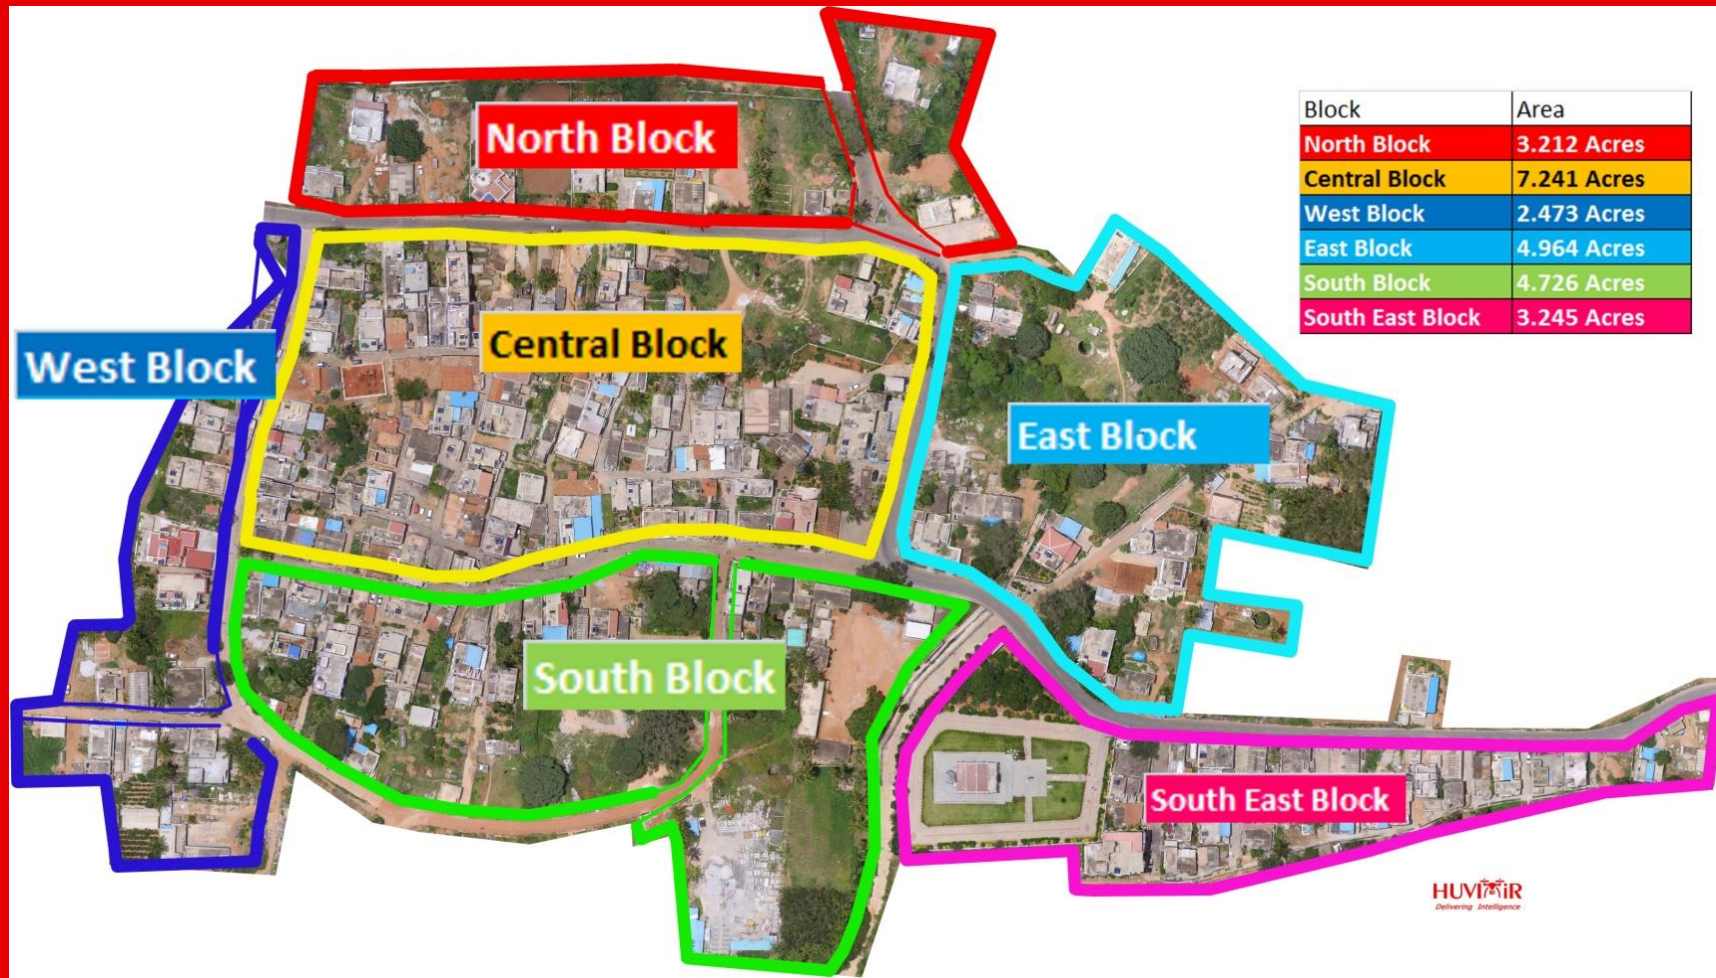 North Block
Central Block
West Block
East Block
South Block
South East Block
Block Area
North Block 3.212 Acres
Central Block 7.241 Acres
West Block 2.473 Acres
East Block 4.964 Acres
South Block 4.726 Acres
South East Block 3.245 Acres
HUVIAiR
Delivering Intelligence